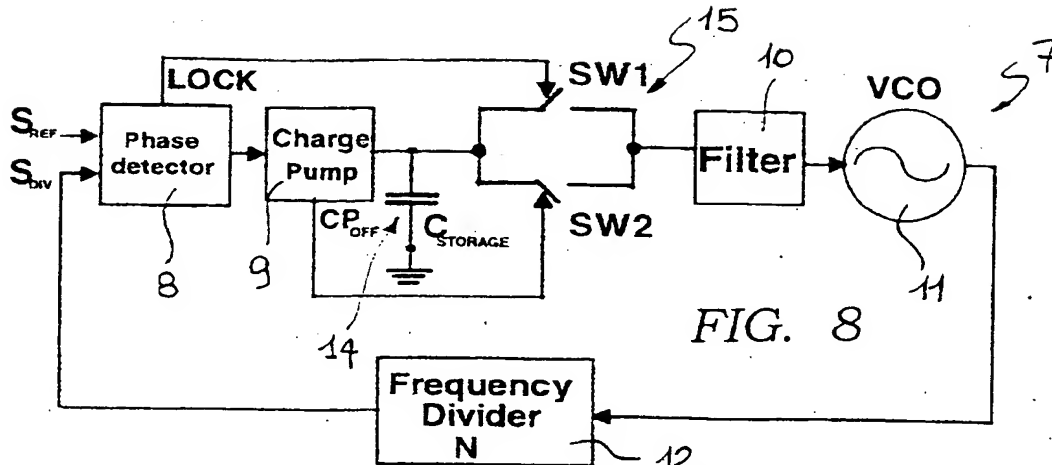 15
LOCK
SW1
10
7
VCO
S_REF
S_DIV
Phase
detector
Charge
Pump
Filter
8
9
CP_OFF
C_STORAGE
SW2
14
11
FIG. 8
Frequency
Divider
N
12